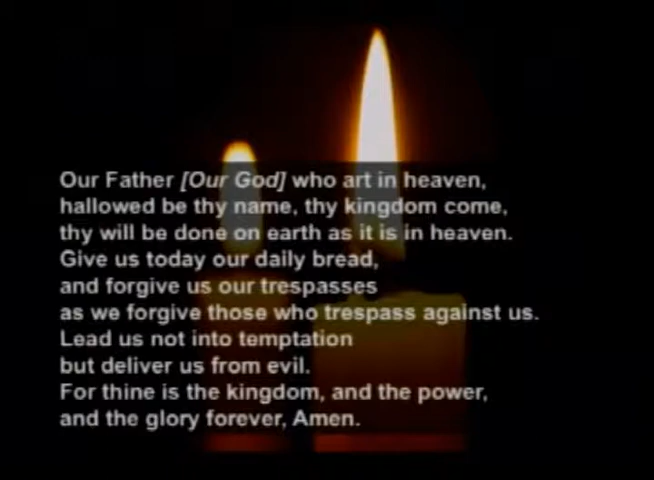 Our Father [Our God] who art in heaven,
hallowed be thy name, thy kingdom come,
thy will be done on earth as it is in heaven.
Give us today our daily bread,
and forgive us our trespasses
as we forgive those who trespass against us.
Lead us not into temptation
but deliver us from evil.
For thine is the kingdom, and the power,
and the glory forever, Amen.